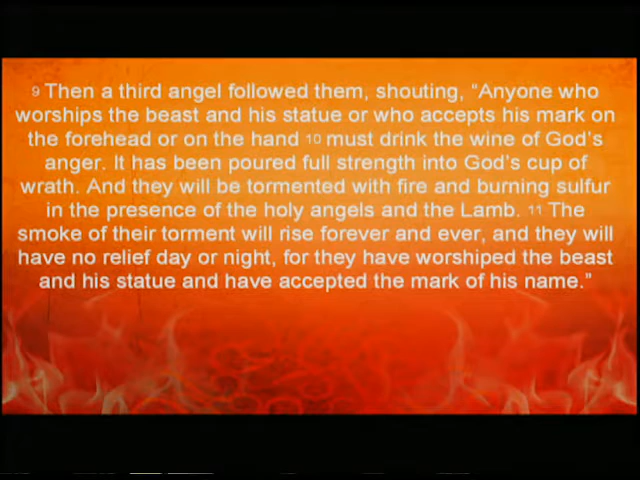 9 Then a third angel followed them, shouting, “Anyone who
worships the beast and his statue or who accepts his mark on
the forehead or on the hand 10 must drink the wine of God’s
anger. It has been poured full strength into God’s cup of
wrath. And they will be tormented with fire and burning sulfur
in the presence of the holy angels and the Lamb. 11 The
smoke of their torment will rise forever and ever, and they will
have no relief day or night, for they have worshiped the beast
and his statue and have accepted the mark of his name.”